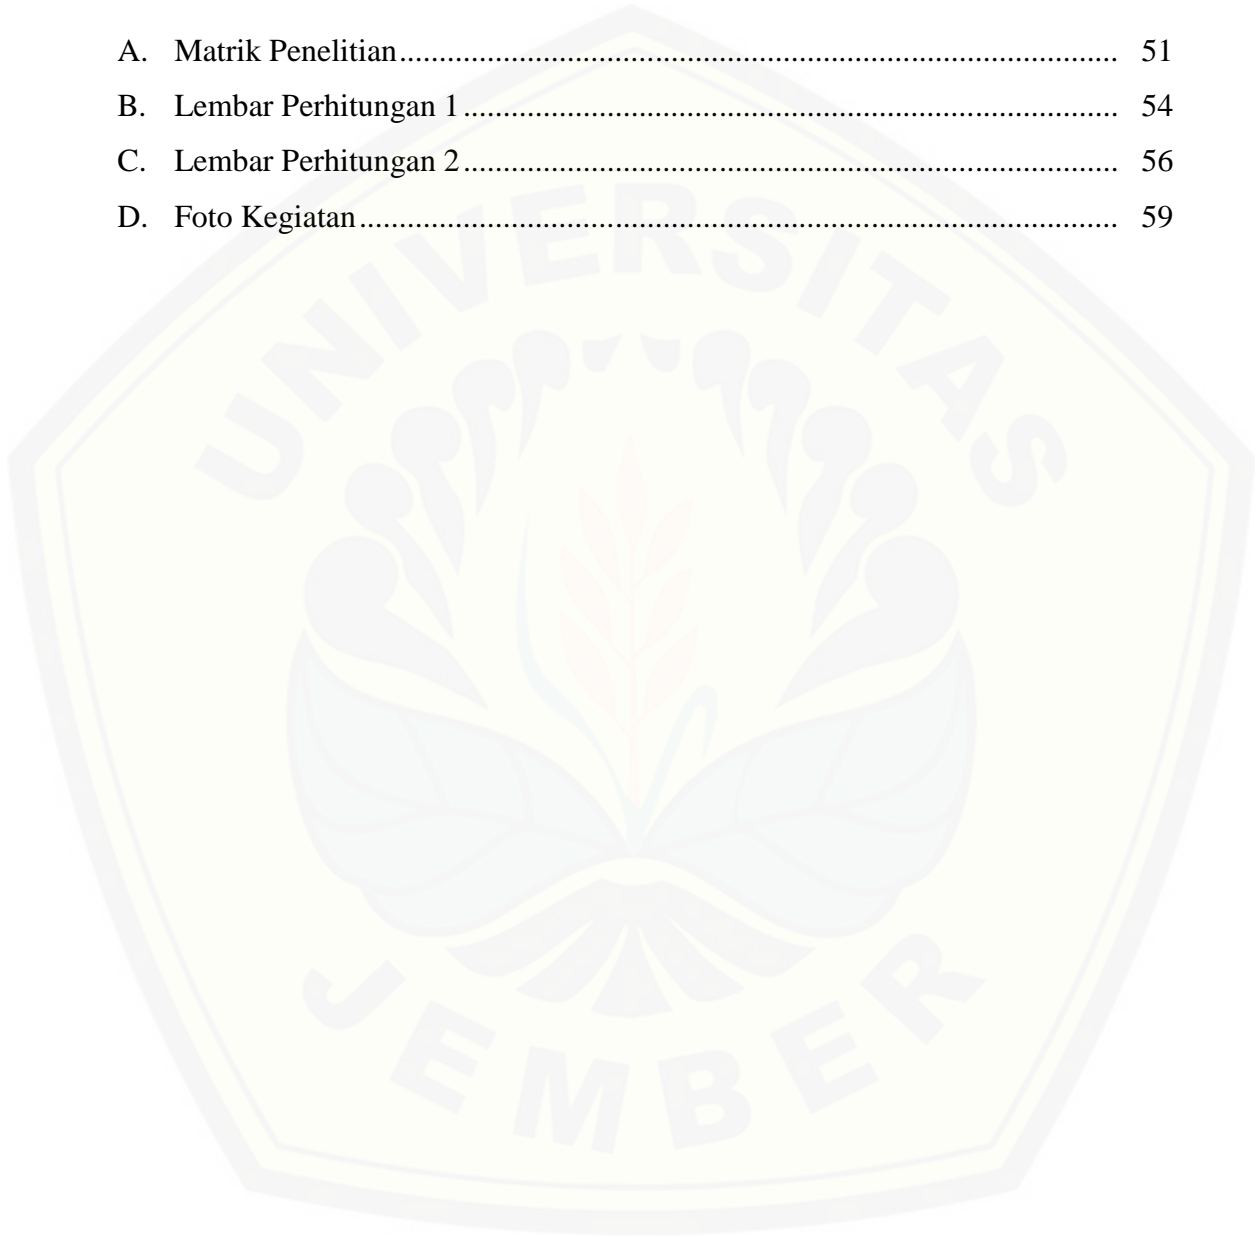 A. Matrik Penelitian.......................................................................................... 51
B. Lembar Perhitungan 1.................................................................................. 54
C. Lembar Perhitungan 2.................................................................................. 56
D. Foto Kegiatan............................................................................................... 59
UNIVERSITAS
JEMBER